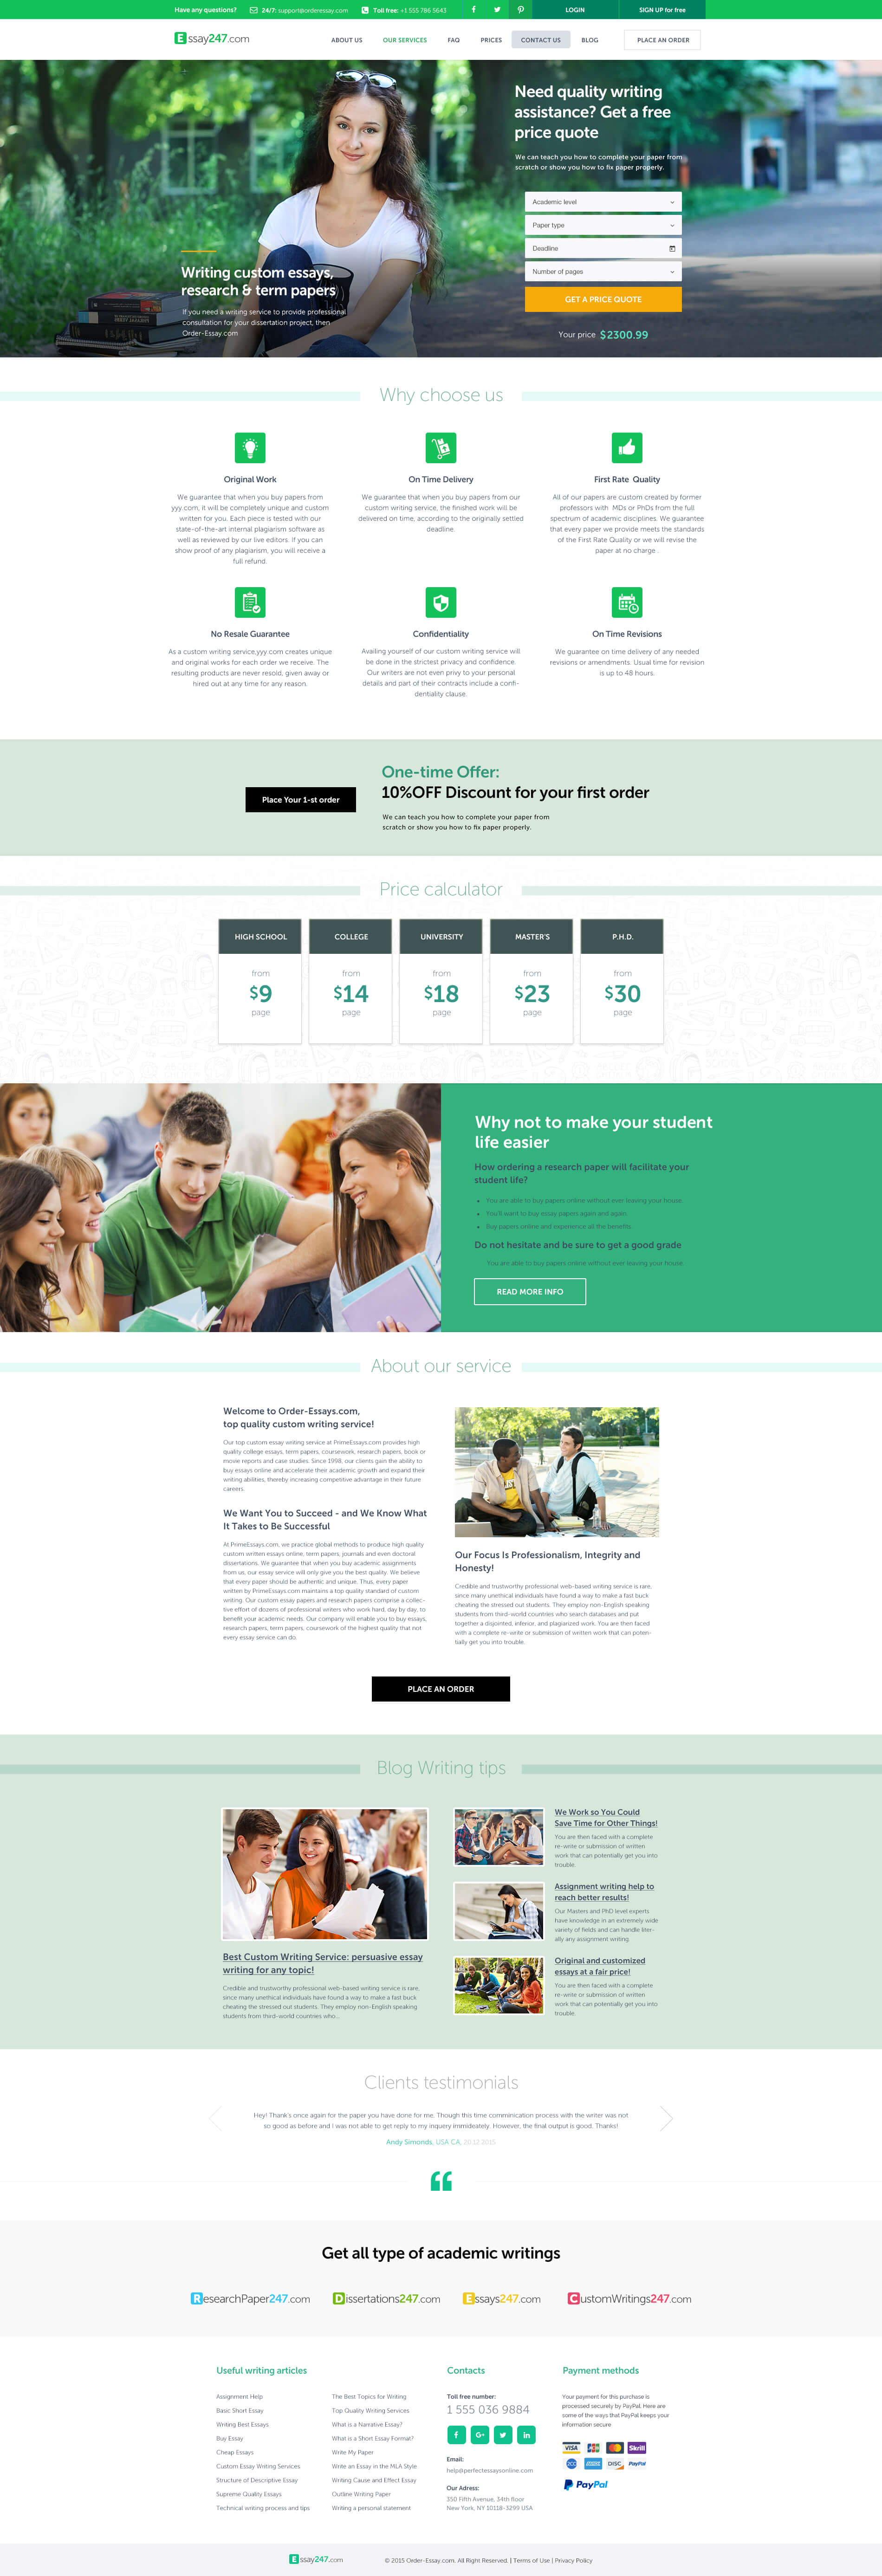 Have any questions?
24/7: support@orderessay.com
Toll free: +1 555 786 5643
LOGIN
SIGN UP for free
Essay247.com
ABOUT US
OUR SERVICES
FAQ
PRICES
CONTACT US
BLOG
PLACE AN ORDER
Need quality writing
assistance? Get a free
price quote
We can teach you how to complete your paper from
scratch or show you how to fix paper properly.
Academic level
Paper type
Deadline
Number of pages
GET A PRICE QUOTE
Your price $2300.99
Writing custom essays,
research & term papers
If you need a wsiting service to provide professional
consultation for your dissertation project, then
Order-Essay.com
Why choose us
Original Work
We guarantee that when you buy papers from
yyy.com, it will be completely unique and custom
written for you. Each piece is tested with our
state-of-the-art internal plagiarism software as
well as reviewed by our live editors. If you can
show proof of any plagiarism, you will receive a
full refund.
On Time Delivery
We guarantee that when you buy papers from our
custom writing service, the finished work will be
delivered on time, according to the originally settled
deadline.
First Rate Quality
All of our papers are custom created by former
professors with MDs or PhDs from the full
spectrum of academic disciplines. We guarantee
that every paper we provide meets the standards
of the First Rate Quality or we will revise the
paper at no charge .
No Resale Guarantee
As a custom writing service,yyy.com creates unique
and original works for each order we receive. The
resulting products are never resold, given away or
hired out at any time for any reason.
Confidentiality
Availing yourself of our custom writing service will
be done in the strictest privacy and confidence.
Our writers are not even privy to your personal
details and part of their contracts include a confi-
dentiality clause.
On Time Revisions
We guarantee on time delivery of any needed
revisions or amendments. Usual time for revision
is up to 48 hours.
Place Your 1-st order
One-time Offer:
10%OFF Discount for your first order
We can teach you how to complete your paper from
scratch or show you how to fix paper properly.
Price calculator
HIGH SCHOOL
from
$9
page
COLLEGE
from
$14
page
UNIVERSITY
from
$18
page
MASTER'S
from
$23
page
P.H.D.
from
$30
page
Why not to make your student
life easier
How ordering a research paper will facilitate your
student life?
You are able to buy papers online without ever leaving your house.
You'll want to buy essay papers again and again.
Buy papers online and experience all the benefits.
Do not hesitate and be sure to get a good grade
You are able to buy papers online without ever leaving your house.
READ MORE INFO
About our service
Welcome to Order-Essays.com,
top quality custom writing service!
Our top custom essay writing service at PrimeEssays.com provides high
quality college essays, term papers, coursework, research papers, book or
movie reports and case studies. Since 1998, our clients gain the ability to
buy essays online and accelerate their academic growth and expand their
writing abilities, thereby increasing competitive advantage in their future
careers.
We Want You to Succeed - and We Know What
It Takes to Be Successful
At PrimeEssays.com, we practice global methods to produce high quality
custom written essays online, term papers, journals and even doctoral
dissertations, We guarantee that when you buy academic assignments
from us, our essay service will only give you the best quality. We believe
that every paper should be authentic and unique. Thus, every paper
written by PrimeEssays.com maintains a top quality standard of custom
writing. Our custom essay papers and research papers comprise a collec-
tive effort of dozens of professional writers who work hard, day by day, to
benefit your academic needs. Our company will enable you to buy essays,
research papers, term papers, coursework of the highest quality that not
every essay service can do.
Our Focus Is Professionalism, Integrity and
Honesty!
Credible and trustworthy professional web-based writing service is rare,
since many unethical individuals have found a way to make a fast buck
cheating the stressed out students. They employ non-English speaking
students from third-world countries who search databases and put
together a disjointed, inferior, and plagiarized work. You are then faced
with a complete re-write or submission of written work that can poten-
tially get you into trouble.
PLACE AN ORDER
Blog Writing tips
Best Custom Writing Service: persuasive essay
writing for any topic!
Credible and trustworthy professional web-based writing service is rare,
since many unethical individuals have found a way to make a fast buck
cheating the stressed out students. They employ non-English speaking
students from third-world countries who...
We Work so You Could
Save Time for Other Things!
You are then faced with a complete
re-write or submission of written
work that can potentially get you into
trouble.
Assignment writing help to
reach better results!
Our Masters and PhD level experts
have knowledge in an extremely wide
variety of fields and can handle liter-
ally any assignment writing.
Original and customized
essays at a fair price!
You are then faced with a complete
re-write or submission of written
work that can potentially get you into
trouble.
Clients testimonials
Hey! Thank's once again for the paper you have done for me. Though this time comminication process with the writer was not
so good as before and I was not able to get reply to my inquiry immideately. However, the final output is good. Thanks!
Andy Simonds, USA CA, 20.12.2015
Get all type of academic writings
ResearchPaper247.com
Dissertations247.com
Essays247.com
CustomWritings247.com
Useful writing articles
Assignment Help
Basic Short Essay
Writing Best Essays
Buy Essay
Cheap Essays
Custom Essay Writing Services
Structure of Descriptive Essay
Supreme Quality Essays
Technical writing process and tips
The Best Topics for Writing
Top Quality Writing Services
What is a Narrative Essay?
What is a Short Essay Format?
Write My Paper
Write an Essay in the MLA Style
Writing Cause and Effect Essay
Outline Writing Paper
Writing a personal statement
Contacts
Toll free number:
1 555 036 9884
Email:
help@perfectessaysonline.com
Our Adress:
350 Fifth Avenue, 34th floor
New York, NY 10118-3299 USA
Payment methods
Your payment for this purchase is
processed securely by PayPal. Here are
some of the ways that PayPal keeps your
information secure.
VISA
JCB
Skrill
DISC
PayPal
PayPal
Essay247.com
© 2015 Order-Essay.com. All Right Reserved. | Terms of Use | Privacy Policy